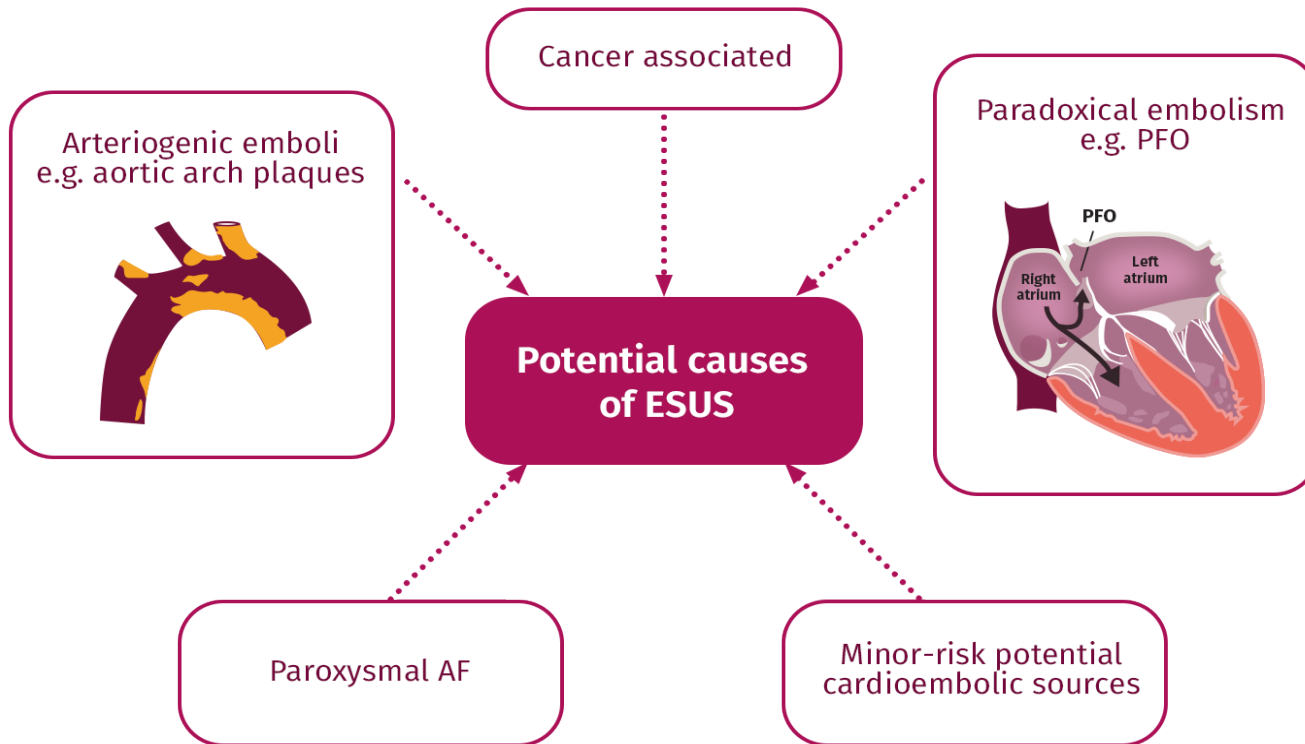 Cancer associated
Arteriogenic emboli
e.g. aortic arch plaques
Paradoxical embolism
e.g. PFO
PFO
Left
atrium
Right
atrium
Potential causes
of ESUS
Paroxysmal AF
Minor-risk potential
cardioembolic sources